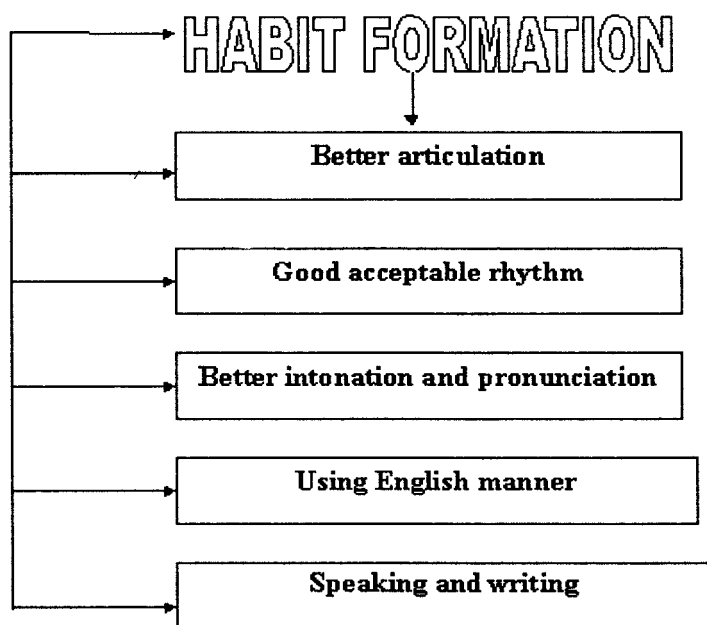 HABIT FORMATION
Better articulation
Good acceptable rhythm
Better intonation and pronunciation
Using English manner
Speaking and writing